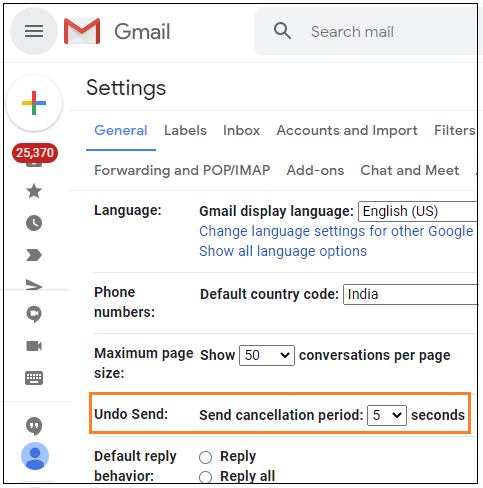 Gmail
Search mail
Settings
General Labels Inbox Accounts and Import Filters
Forwarding and POP/IMAP Add-ons Chat and Meet
25,370
Language: Gmail display language: English (US)
Change language settings for other Google
Show all language options
Phone numbers: Default country code: India
Maximum page size: Show 50 conversations per page
Undo Send: Send cancellation period: 5 seconds
Default reply behavior: Reply
Reply all